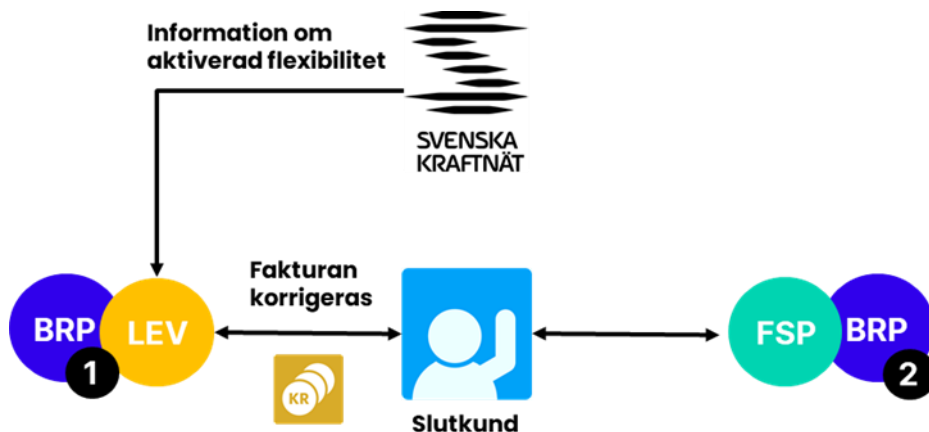 Information om
aktiverad flexibilitet
SVENSKA
KRAFTNÄT
Fakturan
korrigeras
BRP
1
LEV
KR
Slutkund
FSP
BRP
2